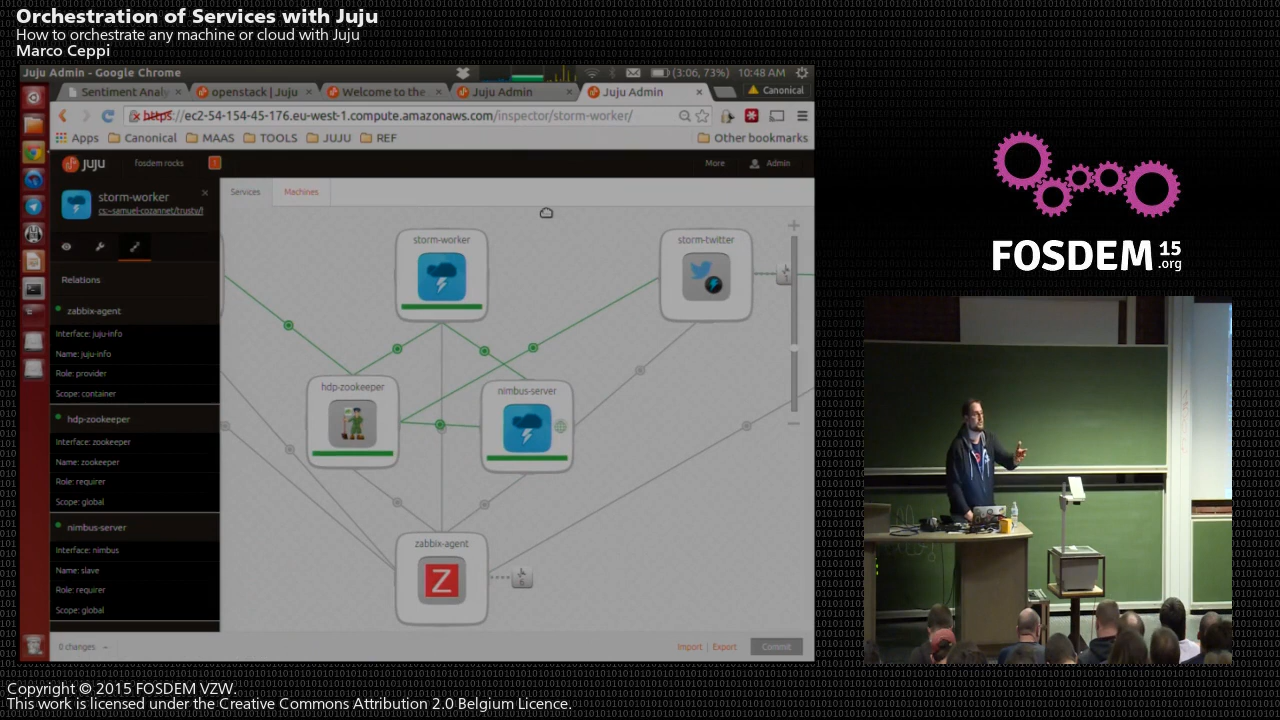 Orchestration of Services with Juju
How to orchestrate any machine or cloud with Juju
Marco Ceppi
Juju Admin - Google Chrome
(3:06, 73%) 10:48 AM
Sentiment Analy
openstack | Juju
Welcome to the
Juju Admin
Juju Admin
Canonical
https://ec2-54-154-45-176.eu-west-1.compute.amazonaws.com/inspector/storm-worker/
Apps Canonical MAAS TOOLS JUJU REF Other bookmarks
juju fosdem rocks More Admin
storm-worker
cs:~samuel-cozannet/trusty/
Services Machines
Relations
zabbix-agent
Interface: juju-info
Name: juju-info
Role: provider
Scope: container
hdp-zookeeper
Interface: zookeeper
Name: zookeeper
Role: requirer
Scope: global
nimbus-server
Interface: nimbus
Name: slave
Role: requirer
Scope: global
storm-worker
storm-twitter
hdp-zookeeper
nimbus-server
zabbix-agent
Z
6
0 changes
Import | Export
Commit
FOSDEM 15
.org
Copyright © 2015 FOSDEM VZW.
This work is licensed under the Creative Commons Attribution 2.0 Belgium Licence.